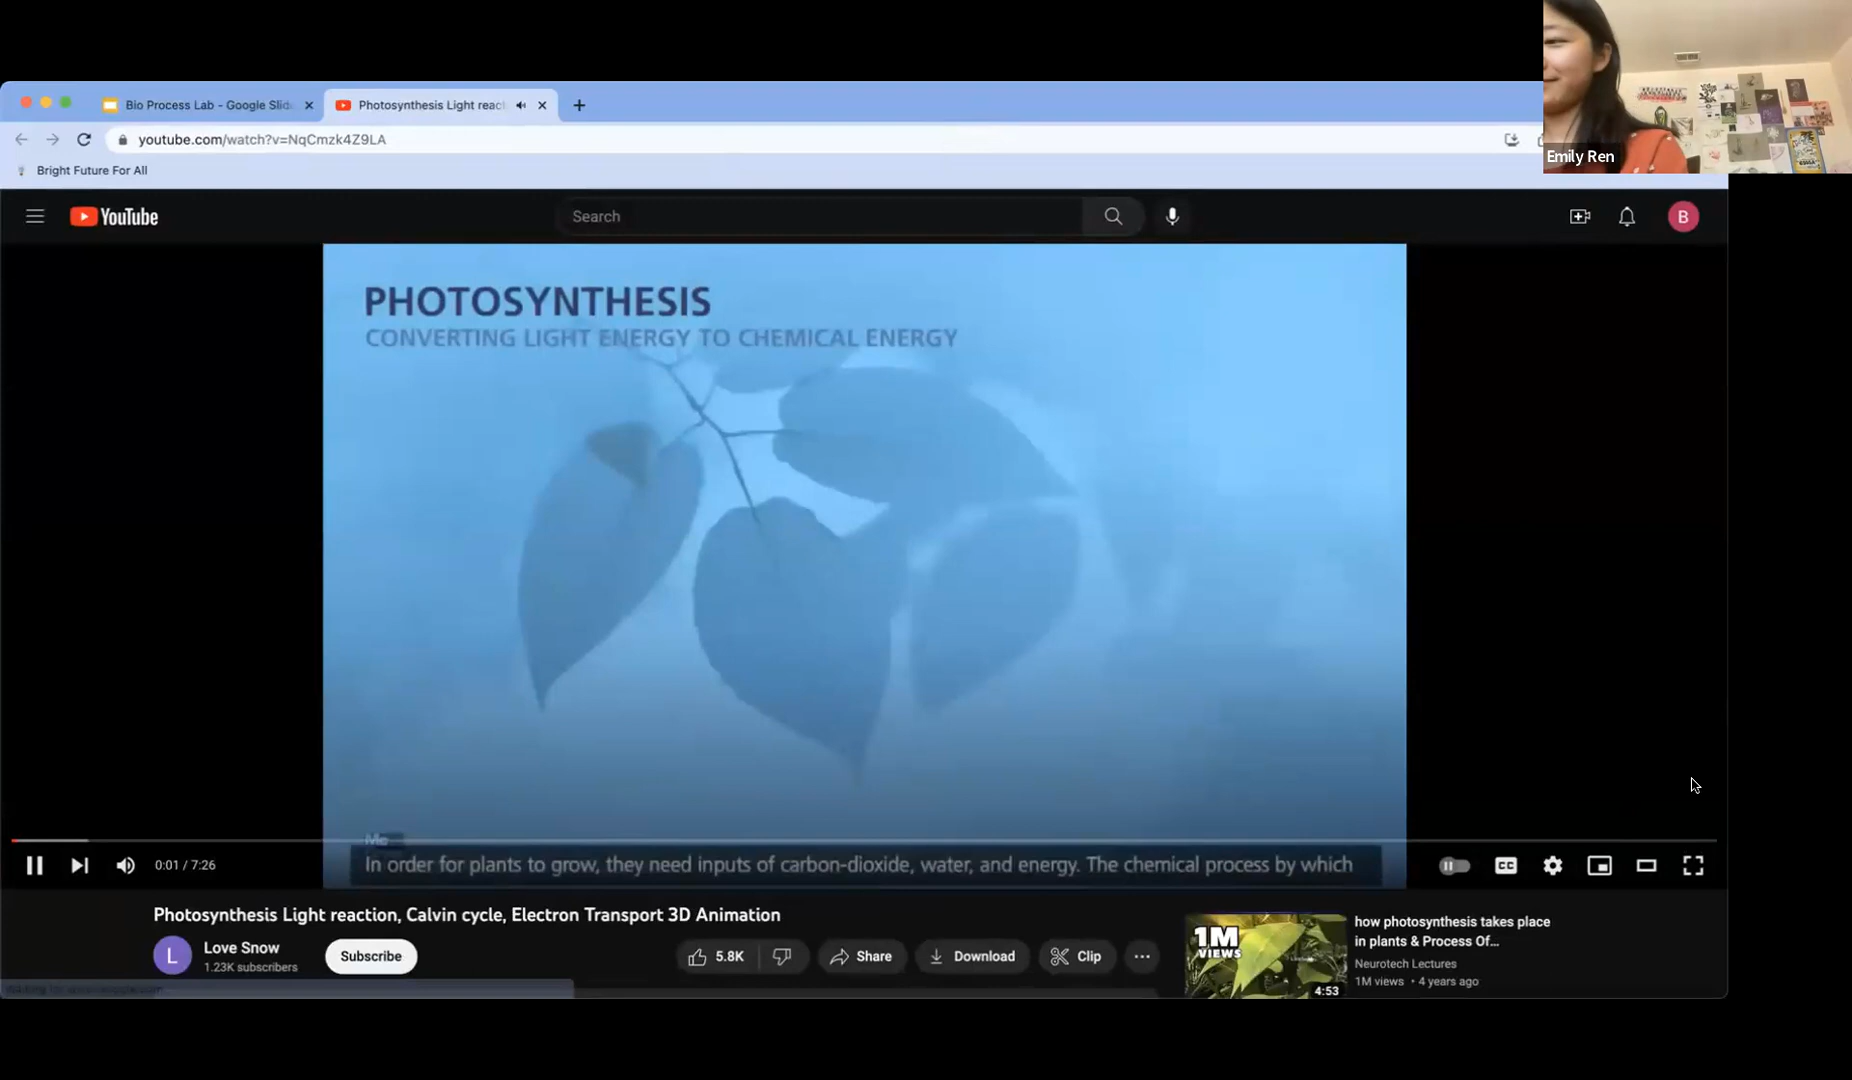 Bio Process Lab - Google Slid
Photosynthesis Light reac
youtube.com/watch?v=NqCmzk4Z9LA
Bright Future For All
Emily Ren
YouTube
Search
B
PHOTOSYNTHESIS
CONVERTING LIGHT ENERGY TO CHEMICAL ENERGY
In order for plants to grow, they need inputs of carbon-dioxide, water, and energy. The chemical process by which
0:01 / 7:26
CC
Photosynthesis Light reaction, Calvin cycle, Electron Transport 3D Animation
L
Love Snow
1.23K subscribers
Subscribe
5.8K
Share
Download
Clip
1M
VIEWS
4:53
how photosynthesis takes place
in plants & Process Of...
Neurotech Lectures
1M views • 4 years ago